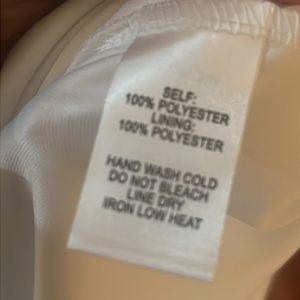 SELF:
100% POLYESTER
LINING:
100% POLYESTER
HAND WASH COLD
DO NOT BLEACH
LINE DRY
IRON LOW HEAT